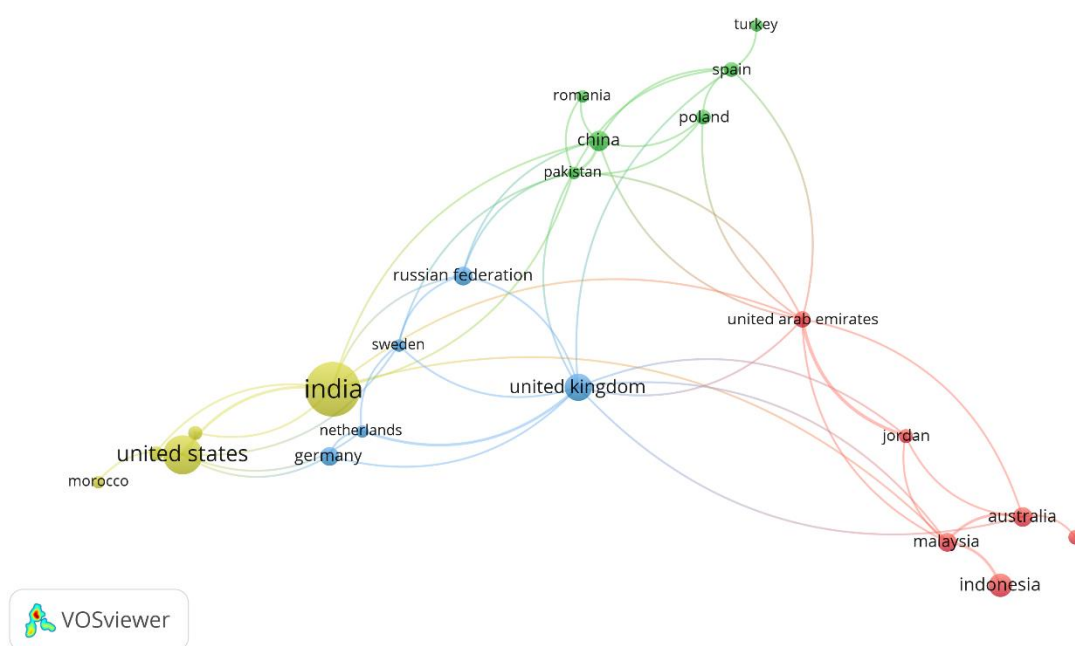 turkey
spain
romania
poland
china
pakistan
russian federation
united arab emirates
sweden
india
united kingdom
netherlands
jordan
united states
germany
morocco
australia
malaysia
indonesia
VOSviewer